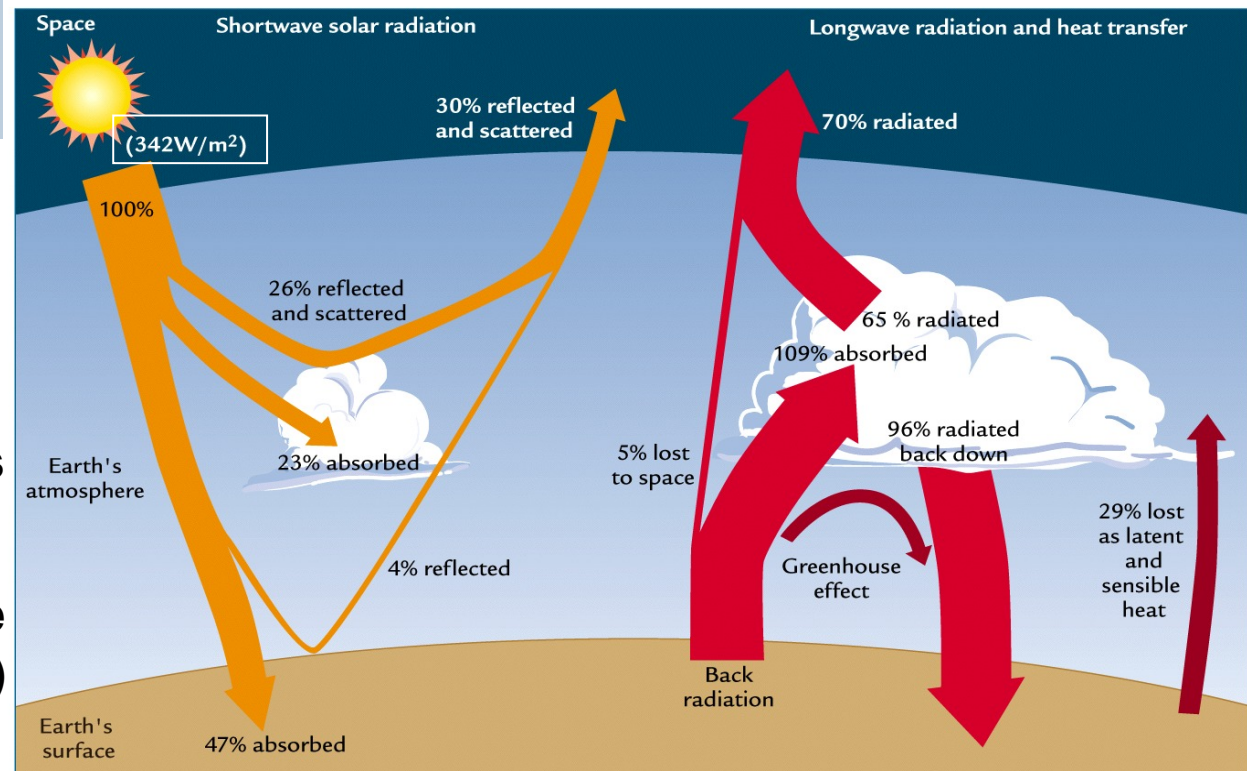 Space
Shortwave solar radiation
Longwave radiation and heat transfer
(342W/m²)
100%
30% reflected
and scattered
70% radiated
26% reflected
and scattered
65 % radiated
109% absorbed
23% absorbed
96% radiated
back down
5% lost
to space
Earth's
atmosphere
29% lost
as latent
and
sensible
heat
4% reflected
Greenhouse
effect
Back
radiation
Earth's
surface
47% absorbed
s
e
)